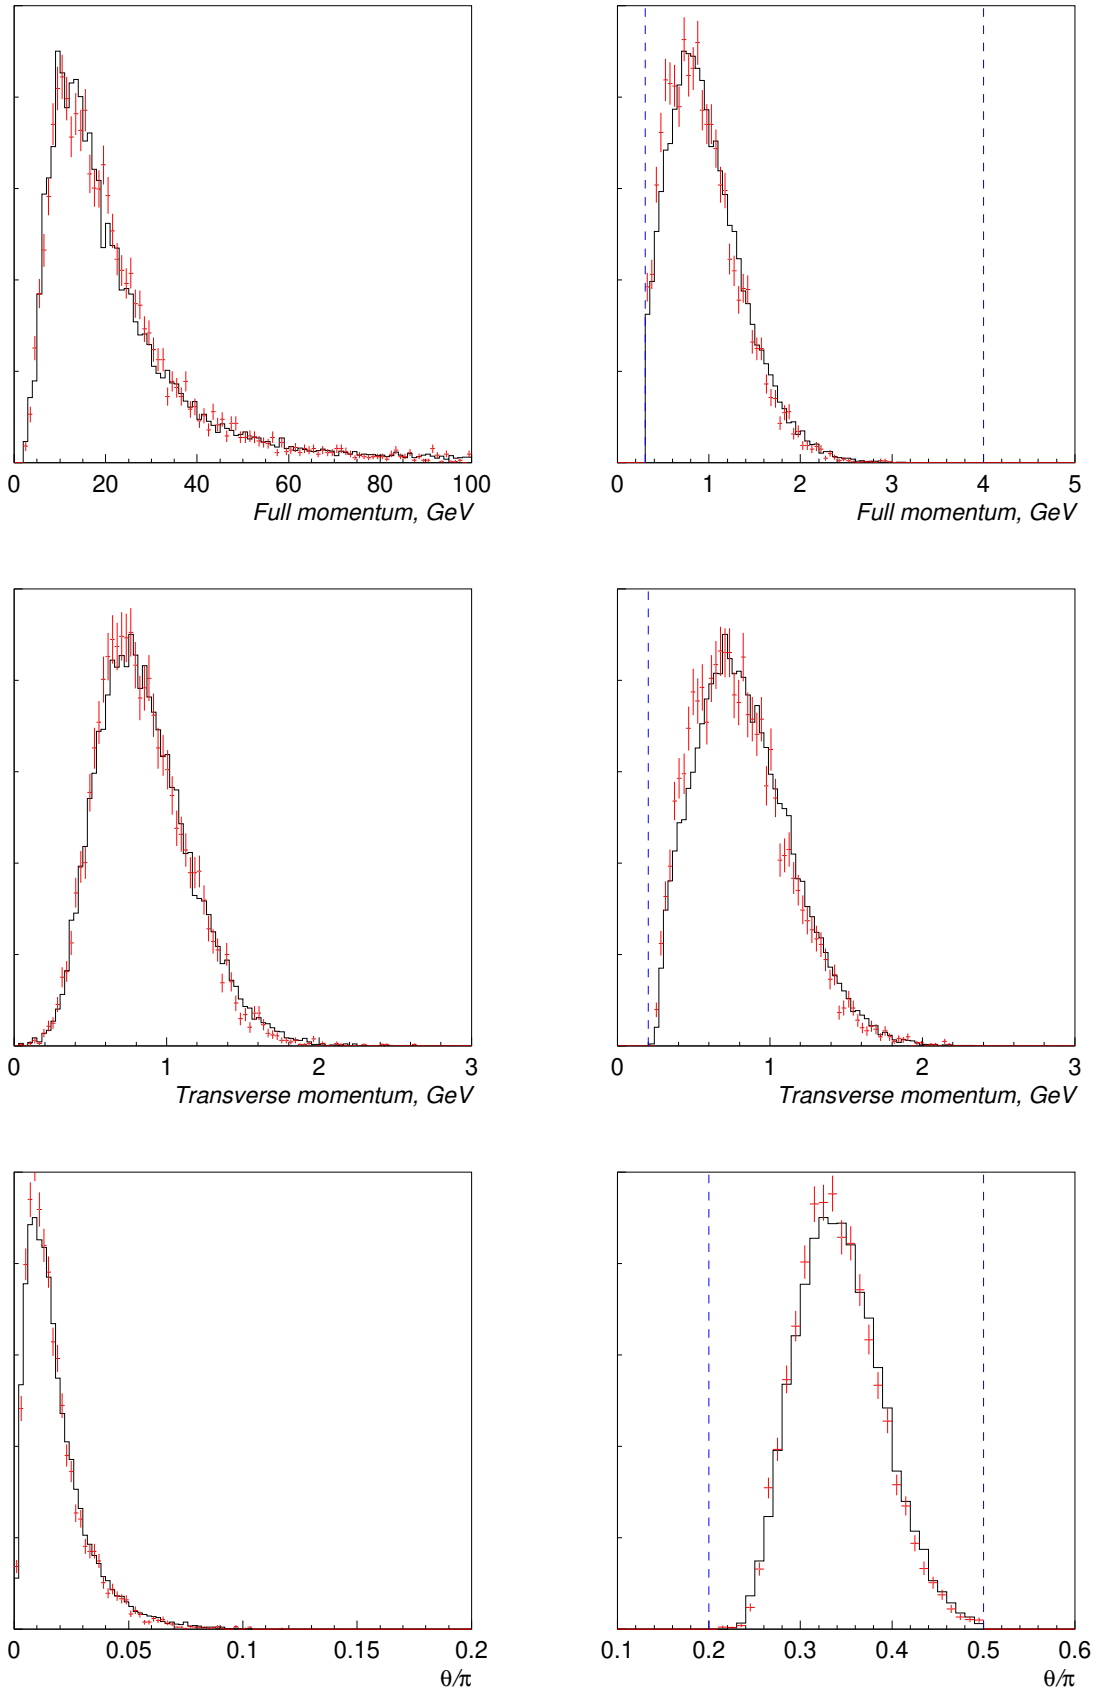 0 20 40 60 80 100
Full momentum, GeV
0 1 2 3 4 5
Full momentum, GeV
0 1 2 3
Transverse momentum, GeV
0 1 2 3
Transverse momentum, GeV
0 0.05 0.1 0.15 0.2
θ/π
0.1 0.2 0.3 0.4 0.5 0.6
θ/π